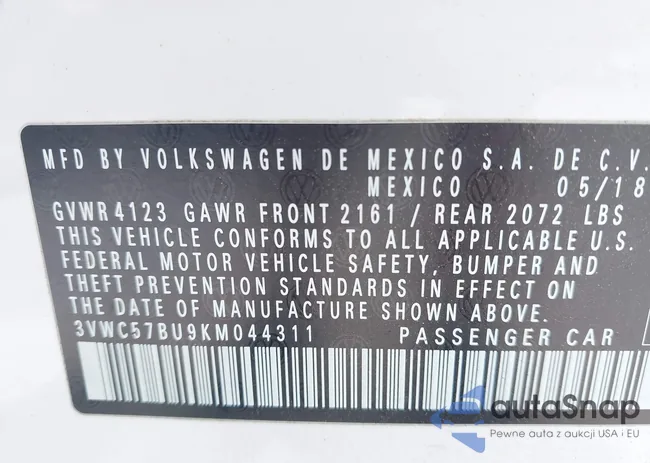 MFD BY VOLKSWAGEN DE MEXICO S.A. DE C.V.
MEXICO 05/18
GVWR 4123 GAWR FRONT 2161 / REAR 2072 LBS
THIS VEHICLE CONFORMS TO ALL APPLICABLE U.S.
FEDERAL MOTOR VEHICLE SAFETY, BUMPER AND
THEFT PREVENTION STANDARDS IN EFFECT ON
THE DATE OF MANUFACTURE SHOWN ABOVE.
3VWC57BU9KM044311 PASSENGER CAR
autoSnap
Pewne auta z aukcji USA i EU